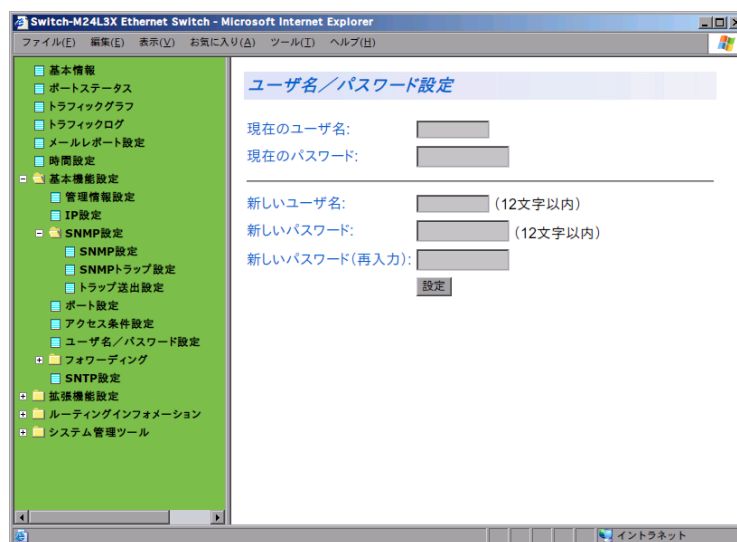 Switch-M24L3X Ethernet Switch - Microsoft Internet Explorer
ファイル(F) 編集(E) 表示(V) お気に入り(A) ツール(T) ヘルプ(H)
基本情報
ポートステータス
トラフィックグラフ
トラフィックログ
メールレポート設定
時間設定
基本機能設定
管理情報設定
IP設定
SNMP設定
SNMP設定
SNMPトラップ設定
トラップ送出設定
ポート設定
アクセス条件設定
ユーザ名／パスワード設定
フォワーディング
SNTP設定
拡張機能設定
ルーティングインフォメーション
システム管理ツール
ユーザ名／パスワード設定
現在のユーザ名:
現在のパスワード:
新しいユーザ名: (12文字以内)
新しいパスワード: (12文字以内)
新しいパスワード(再入力):
設定
イントラネット